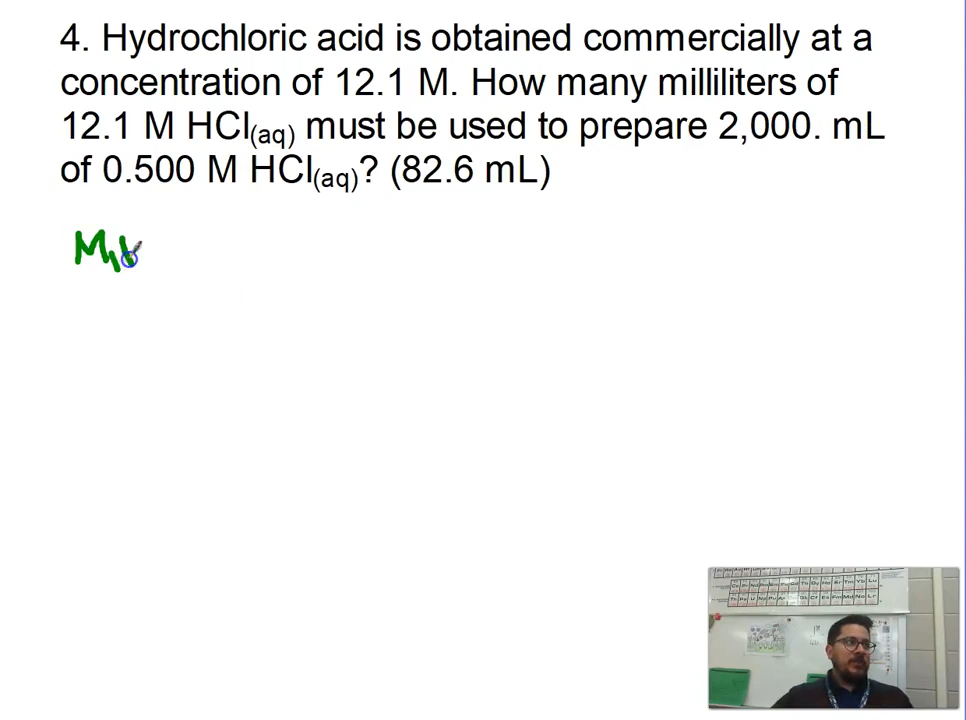 4. Hydrochloric acid is obtained commercially at a
concentration of 12.1 M. How many milliliters of
12.1 M HCl(aq) must be used to prepare 2,000. mL
of 0.500 M HCl(aq)? (82.6 mL)
M₁V